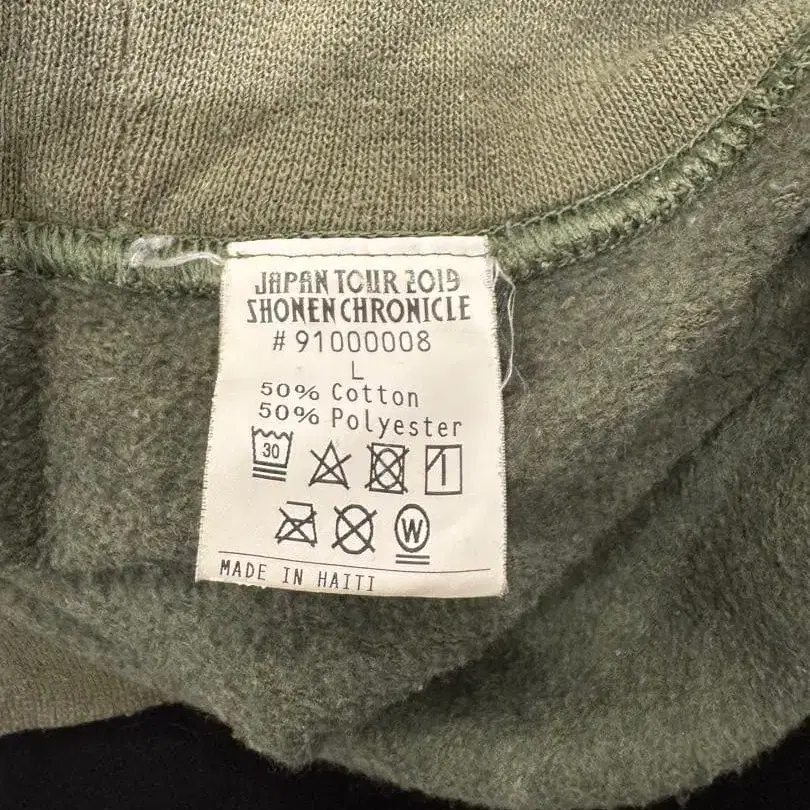 JAPAN TOUR 2019
SHONEN CHRONICLE
#91000008
L
50% Cotton
50% Polyester
30
W
MADE IN HAITI